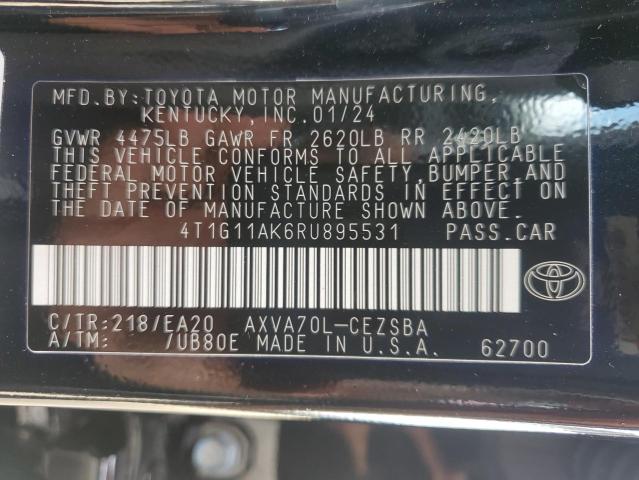 MFD.BY:TOYOTA MOTOR MANUFACTURING,
KENTUCKY, INC. 01/24
GVWR 4475LB GAWR FR 2620LB RR 2420LB
THIS VEHICLE CONFORMS TO ALL APPLICABLE
FEDERAL MOTOR VEHICLE SAFETY, BUMPER, AND
THEFT PREVENTION STANDARDS IN EFFECT ON
THE DATE OF MANUFACTURE SHOWN ABOVE.
4T1G11AK6RU895531 PASS.CAR
C/TR:218/EA20 AXVA70L-CEZSBA
A/TM: /UB80E MADE IN U.S.A. 62700